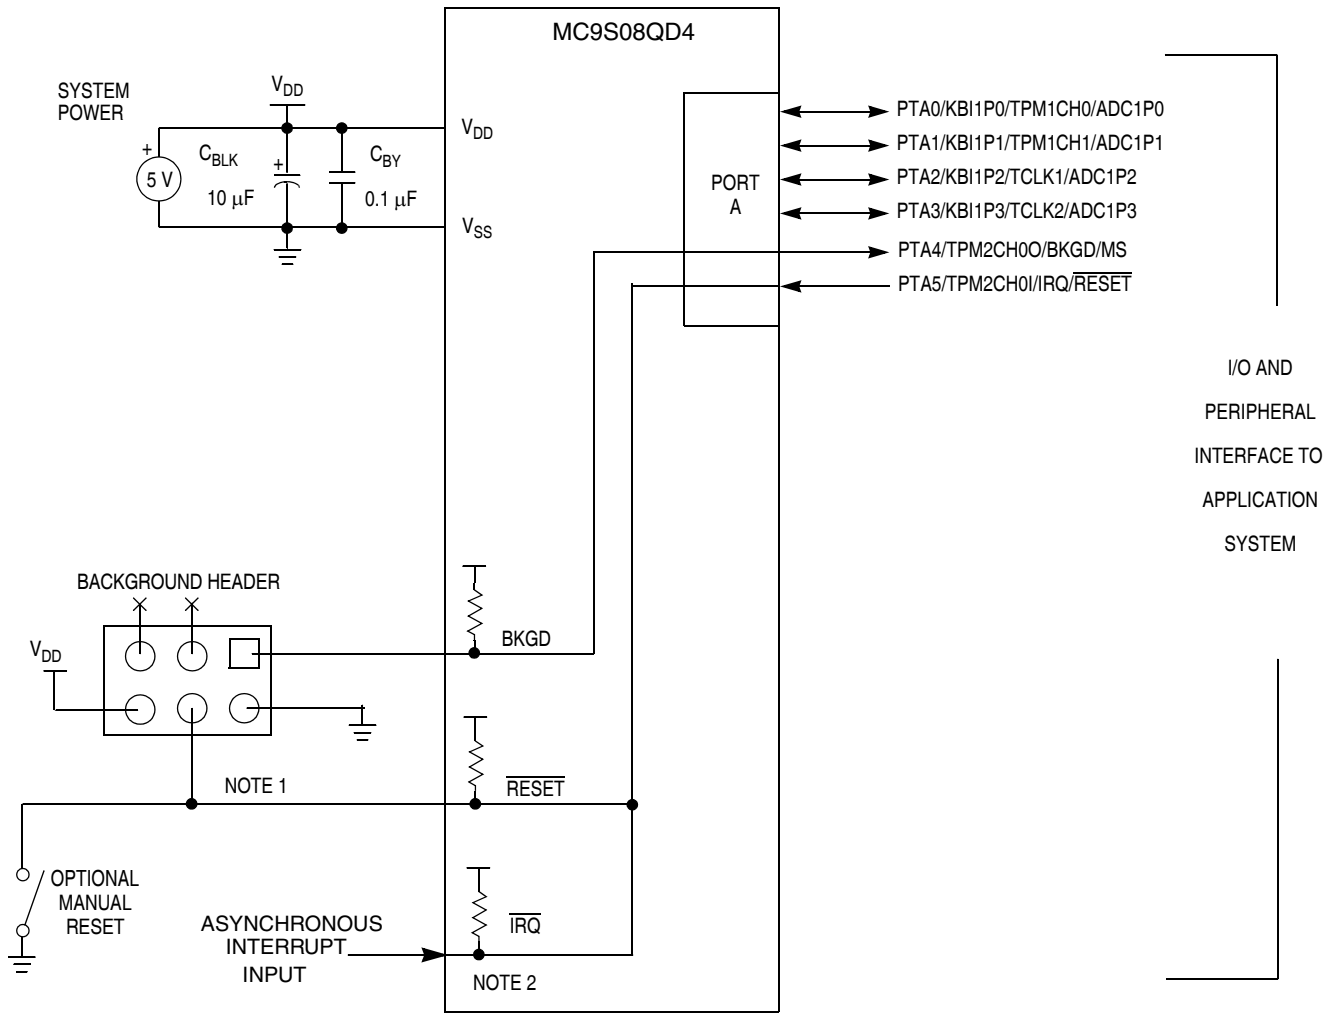 MC9S08QD4
SYSTEM
POWER
VDD
+
5 V
CBLK
+
10 µF
CBY
0.1 µF
VDD
VSS
PORT
A
PTA0/KBI1P0/TPM1CH0/ADC1P0
PTA1/KBI1P1/TPM1CH1/ADC1P1
PTA2/KBI1P2/TCLK1/ADC1P2
PTA3/KBI1P3/TCLK2/ADC1P3
PTA4/TPM2CH0O/BKGD/MS
PTA5/TPM2CH0I/IRQ/RESET
I/O AND
PERIPHERAL
INTERFACE TO
APPLICATION
SYSTEM
BACKGROUND HEADER
VDD
BKGD
NOTE 1
RESET
OPTIONAL
MANUAL
RESET
ASYNCHRONOUS
INTERRUPT
INPUT
IRQ
NOTE 2